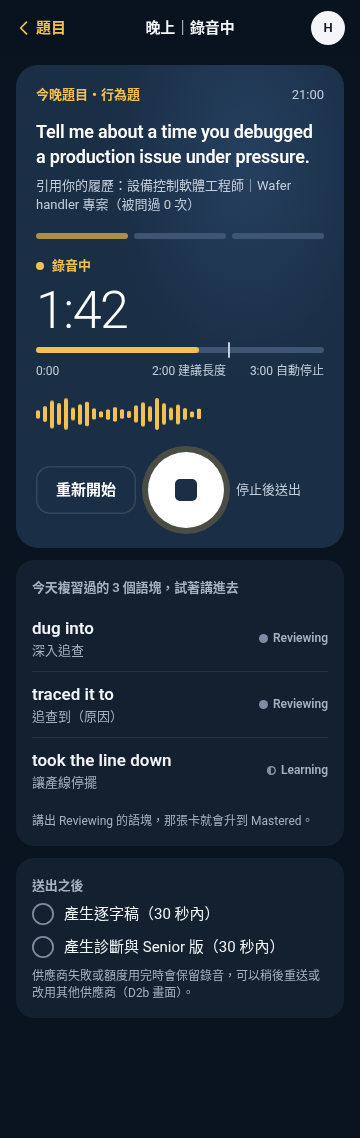 題目
晚上｜錄音中
H
今晚題目・行為題
21:00
Tell me about a time you debugged
a production issue under pressure.
引用你的履歷：設備控制軟體工程師｜Wafer
handler 專案（被問過 0 次）
錄音中
1:42
0:00
2:00 建議長度
3:00 自動停止
重新開始
停止後送出
今天複習過的 3 個語塊，試著講進去
dug into
Reviewing
深入追查
traced it to
Reviewing
追查到（原因）
took the line down
Learning
讓產線停擺
講出 Reviewing 的語塊，那張卡就會升到 Mastered。
送出之後
產生逐字稿（30 秒內）
產生診斷與 Senior 版（30 秒內）
供應商失敗或額度用完時會保留錄音，可以稍後重送或
改用其他供應商（D2b 畫面）。